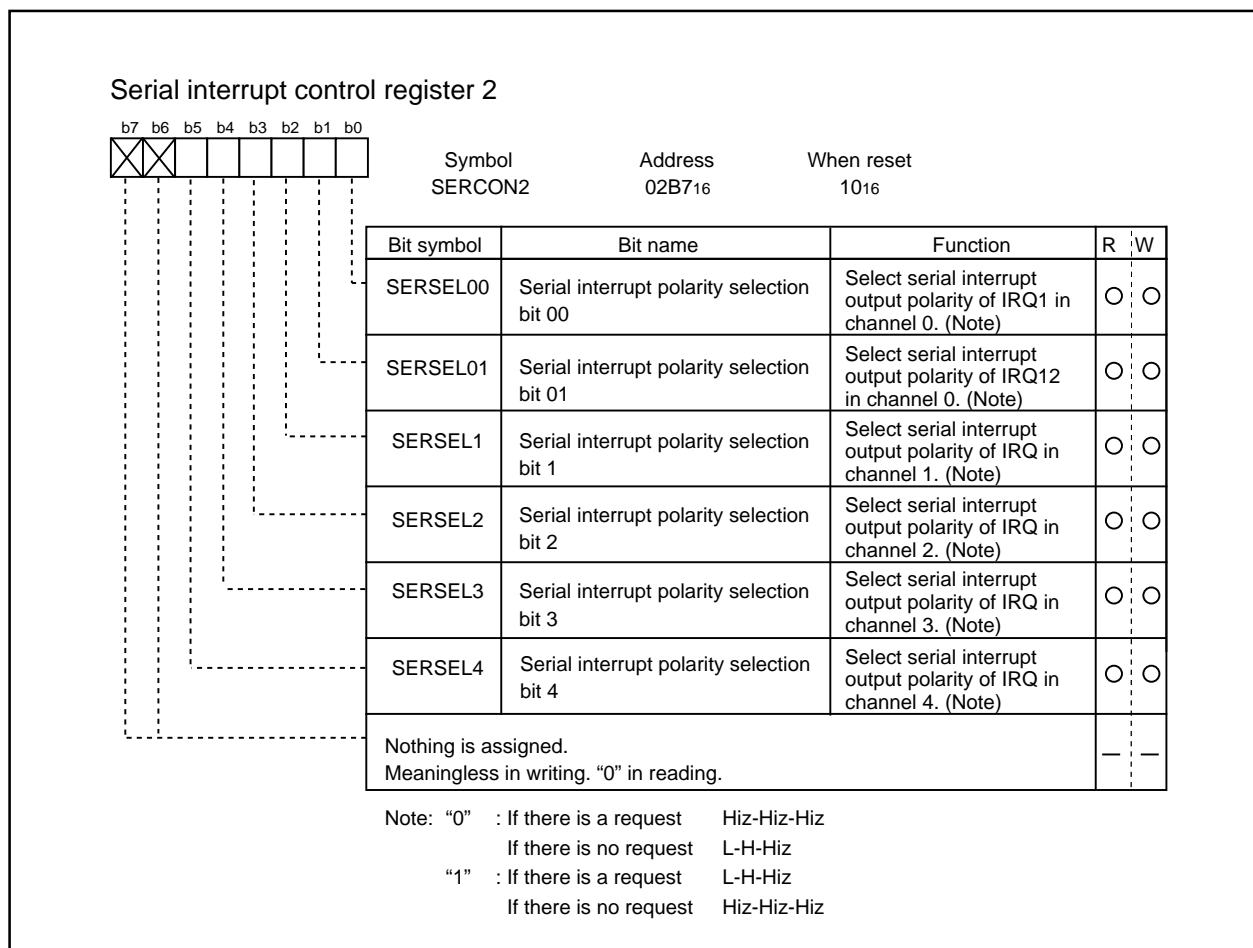 Serial interrupt control register 2
b7 b6 b5 b4 b3 b2 b1 b0
Symbol Address When reset
SERCON2 02B716 1016
Bit symbol Bit name Function R W
SERSEL00 Serial interrupt polarity selection bit 00 Select serial interrupt output polarity of IRQ1 in channel 0. (Note)
SERSEL01 Serial interrupt polarity selection bit 01 Select serial interrupt output polarity of IRQ12 in channel 0. (Note)
SERSEL1 Serial interrupt polarity selection bit 1 Select serial interrupt output polarity of IRQ in channel 1. (Note)
SERSEL2 Serial interrupt polarity selection bit 2 Select serial interrupt output polarity of IRQ in channel 2. (Note)
SERSEL3 Serial interrupt polarity selection bit 3 Select serial interrupt output polarity of IRQ in channel 3. (Note)
SERSEL4 Serial interrupt polarity selection bit 4 Select serial interrupt output polarity of IRQ in channel 4. (Note)
Nothing is assigned.
Meaningless in writing. “0” in reading. — —
Note: “0” : If there is a request Hiz-Hiz-Hiz
If there is no request L-H-Hiz
“1” : If there is a request L-H-Hiz
If there is no request Hiz-Hiz-Hiz